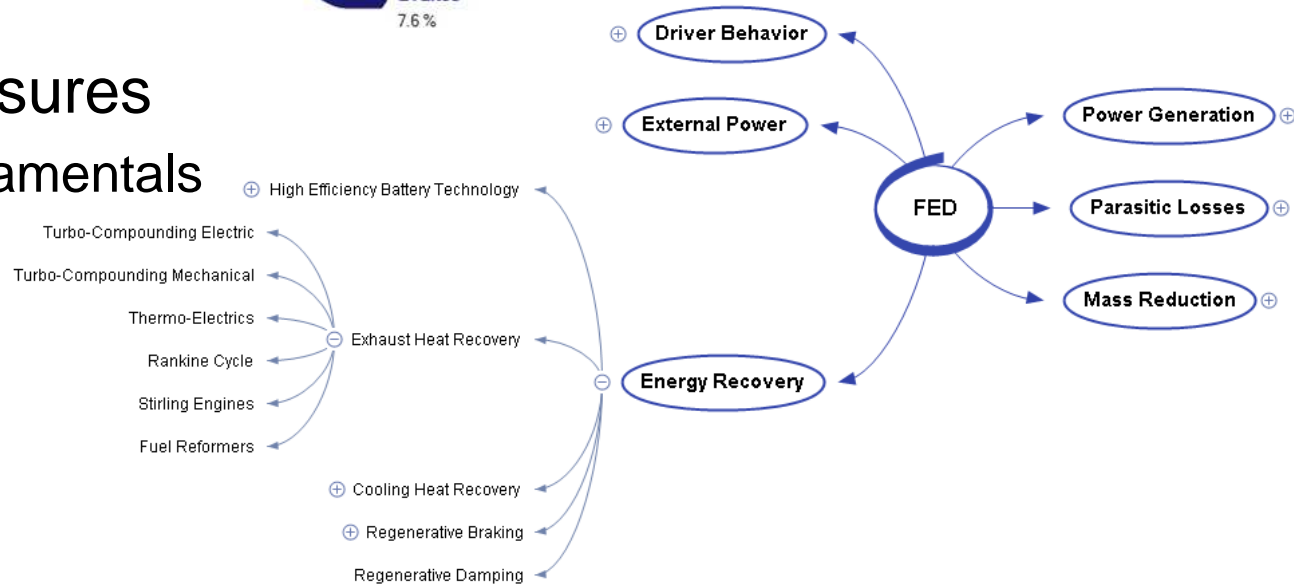 7.6 %
sures
amentals
Driver Behavior
External Power
Power Generation
FED
Parasitic Losses
Mass Reduction
Energy Recovery
High Efficiency Battery Technology
Turbo-Compounding Electric
Turbo-Compounding Mechanical
Thermo-Electrics
Exhaust Heat Recovery
Rankine Cycle
Stirling Engines
Fuel Reformers
Cooling Heat Recovery
Regenerative Braking
Regenerative Damping